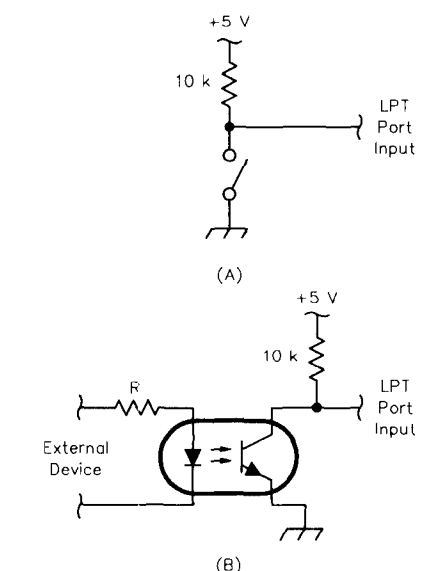 +5 V
10 k
LPT
Port
Input
(A)
+5 V
10 k
R
LPT
Port
Input
External
Device
(B)